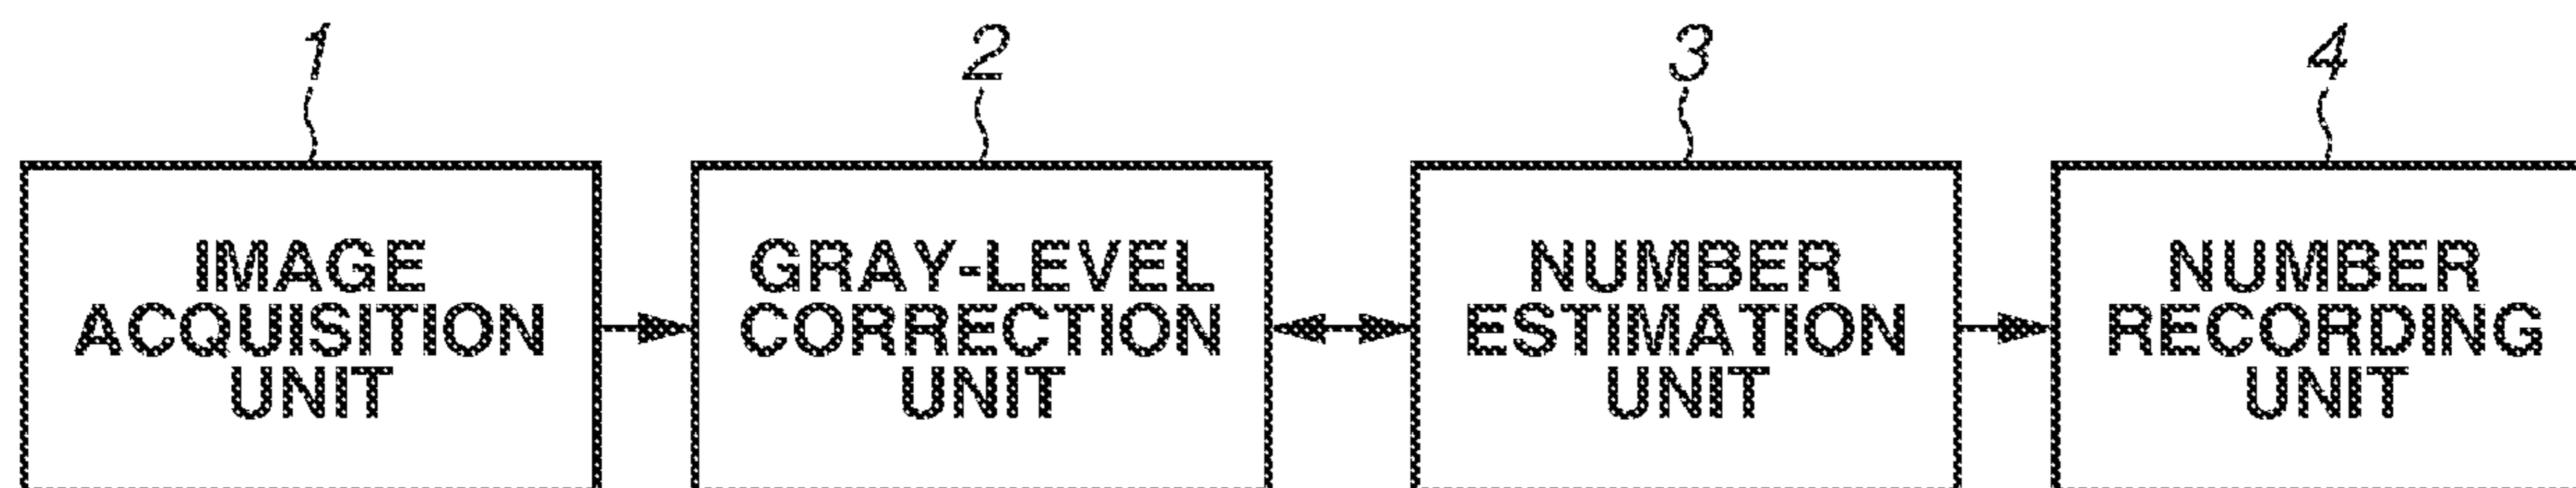 1 2 3 4
IMAGE
ACQUISITION
UNIT
GRAY-LEVEL
CORRECTION
UNIT
NUMBER
ESTIMATION
UNIT
NUMBER
RECORDING
UNIT